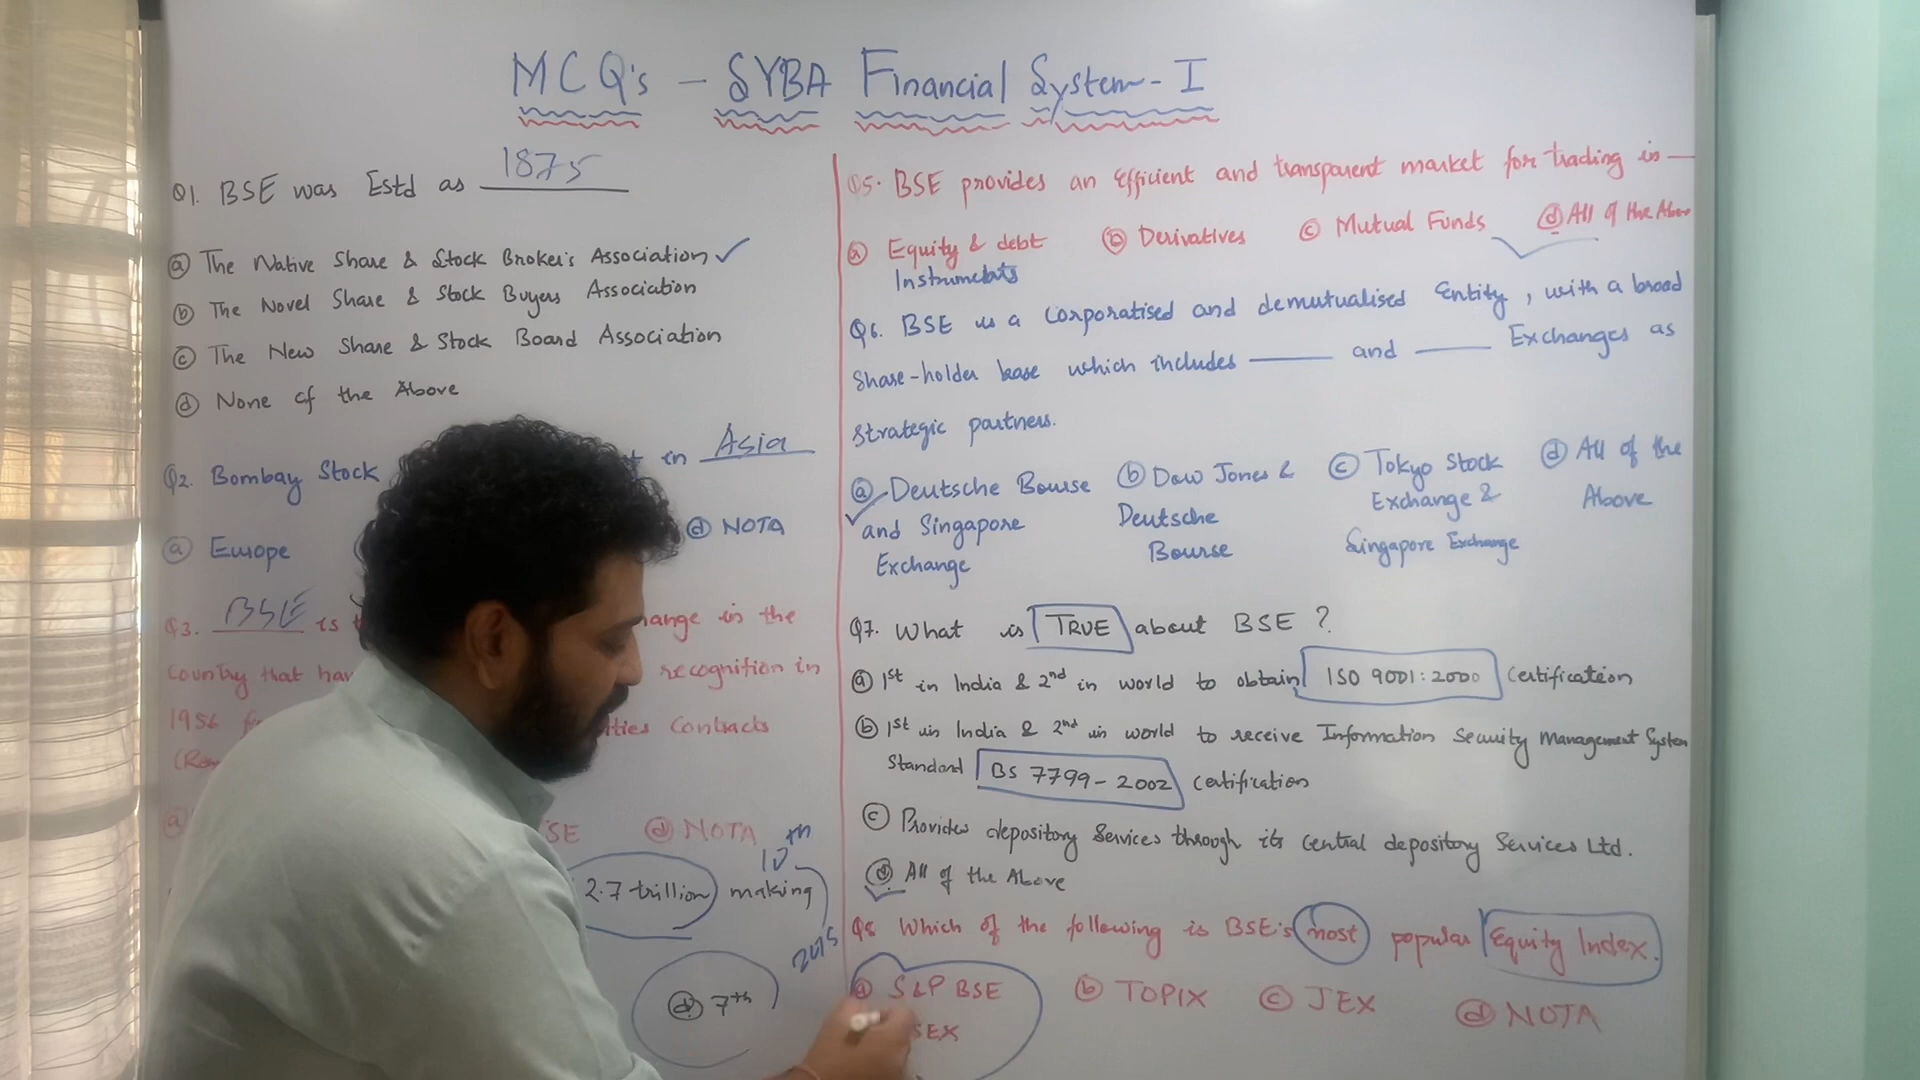 MCQ's - SYBA Financial System - I
Q1. BSE was Estd as 1875
ⓐ The Native Share & Stock Broker's Association ✓
ⓑ The Novel Share & Stock Buyers Association
ⓒ The New Share & Stock Board Association
ⓓ None of the Above
Q2. Bombay Stock
in Asia
ⓐ Europe
ⓓ NOTA
Q3. BSE is
hange in the
Country that ha
recognition in
1956
ities Contracts
ⓐ
SE
ⓓ NOTA
10th
2.7 trillion making
2015
ⓓ 7th
Q5. BSE provides an Efficient and transparent market for trading in —
ⓐ Equity & debt Instruments
ⓑ Derivatives
ⓒ Mutual Funds
ⓓ All of the Above
Q6. BSE is a Corporatised and demutualised Entity, with a broad
Share-holder base which includes ——— and ——— Exchanges as
Strategic partners.
ⓐ Deutsche Bourse and Singapore Exchange
ⓑ Dow Jones & Deutsche Bourse
ⓒ Tokyo Stock Exchange & Singapore Exchange
ⓓ All of the Above
Q7. What is TRUE about BSE ?
ⓐ 1st in India & 2nd in world to obtain ISO 9001:2000 Certification
ⓑ 1st in India & 2nd in world to receive Information Security Management System
Standard BS 7799-2002 certification
ⓒ Provides depository Services through its Central depository Services Ltd.
ⓓ All of the Above
Q8 Which of the following is BSE's most popular Equity Index.
ⓐ S&P BSE
SEX
ⓑ TOPIX
ⓒ JEX
ⓓ NOTA